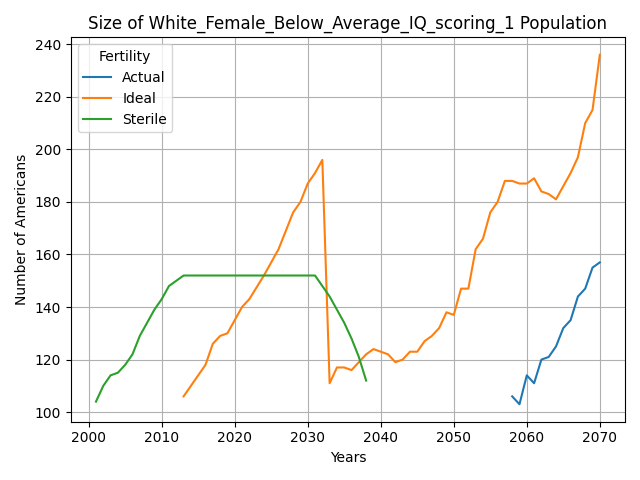 Size of White_Female_Below_Average_IQ_scoring_1 Population
240
220
200
180
160
140
120
100
Number of Americans
Fertility
Actual
Ideal
Sterile
2000 2010 2020 2030 2040 2050 2060 2070
Years